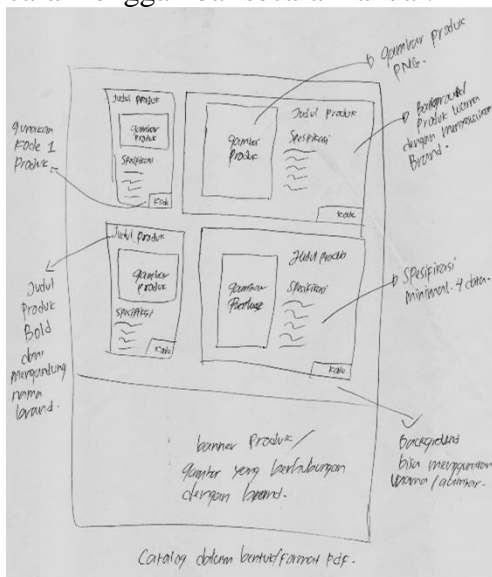 gambar produk
PNG.
Judul Produk
gambar
Produk
Spesifikasi
Kode
gambar
Produk
Judul Produk
Spesifikasi
Kode
Background
Produk warna
dengan menyesuaikan
Brand.
gunakan
Kode 1
Produk
Judul Produk
gambar
Produk
Spesifikasi
Kode
gambar
Judul Produk
Spesifikasi
Kode
Spesifikasi
minimal 4 data
Judul
Produk
Bold
dan
mengandung
nama
brand.
banner Produk/
gambar yang berhubungan
dengan brand.
Background
bisa menggunakan
warna/gambar.
Catalog dalam bentuk/format pdf.